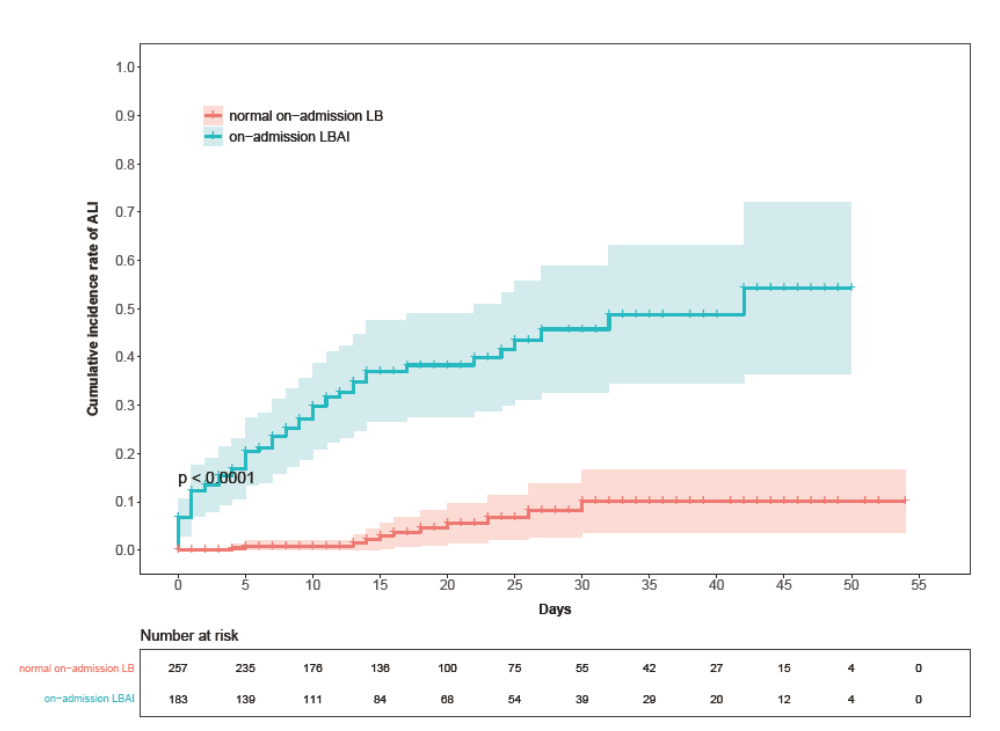 1.0
0.9
0.8
0.7
0.6
0.5
0.4
0.3
0.2
0.1
0.0
Cumulative incidence rate of ALI
normal on-admission LB
on-admission LBAI
p < 0.0001
0 5 10 15 20 25 30 35 40 45 50 55
Days
Number at risk
normal on-admission LB 257 235 176 136 100 75 55 42 27 15 4 0
on-admission LBAI 183 139 111 84 68 54 39 29 20 12 4 0